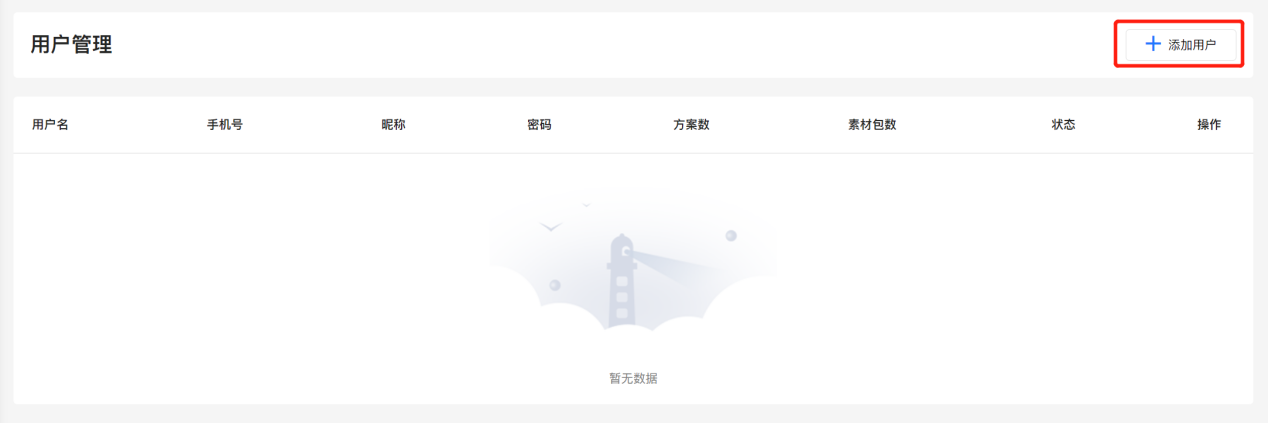 用户管理
添加用户
用户名 手机号 昵称 密码 方案数 素材包数 状态 操作
暂无数据